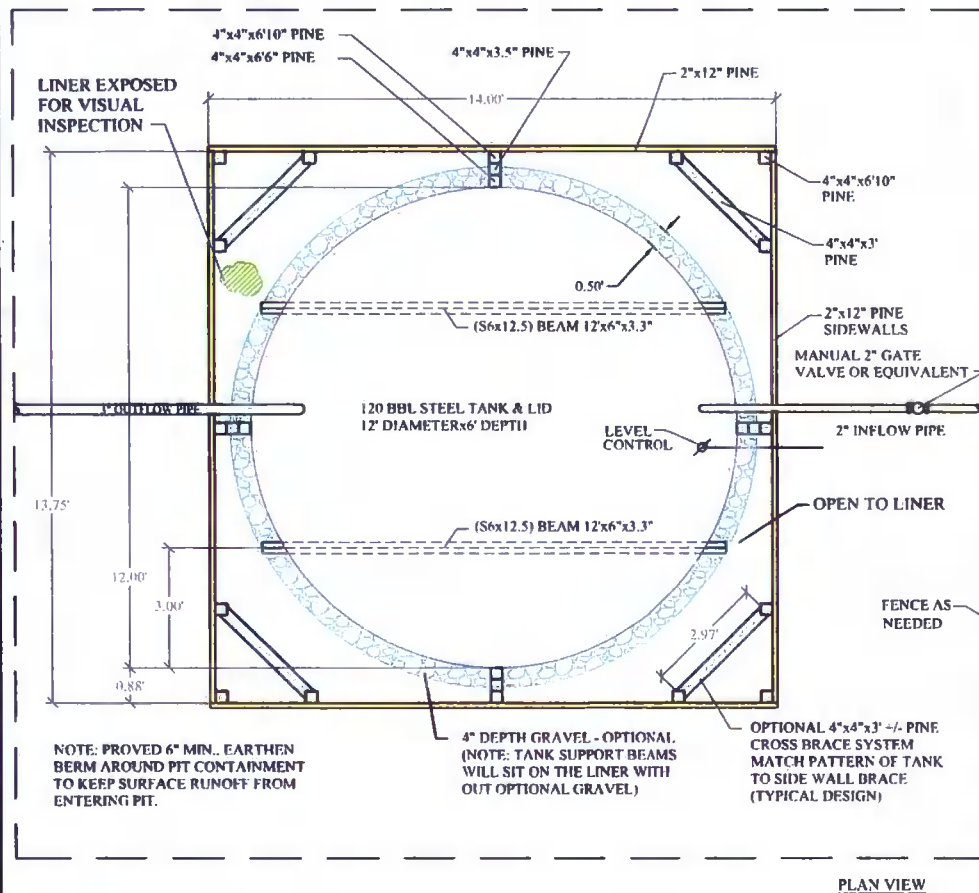 4"x4"x6'10" PINE
4"x4"x6'6" PINE
4"x4"x3.5" PINE
2"x12" PINE
LINER EXPOSED
FOR VISUAL
INSPECTION
14.00'
4"x4"x6'10"
PINE
4"x4"x3'
PINE
0.50'
(S6x12.5) BEAM 12'x6"x3.3"
2"x12" PINE
SIDEWALLS
MANUAL 2" GATE
VALVE OR EQUIVALENT
3" OUTFLOW PIPE
120 BBL STEEL TANK & LID
12' DIAMETERx6' DEPTH
LEVEL
CONTROL
2" INFLOW PIPE
13.75'
OPEN TO LINER
(S6x12.5) BEAM 12'x6"x3.3"
12.00'
3.00'
2.97'
FENCE AS
NEEDED
0.88'
NOTE: PROVED 6" MIN., EARTHEN
BERM AROUND PIT CONTAINMENT
TO KEEP SURFACE RUNOFF FROM
ENTERING PIT.
4" DEPTH GRAVEL - OPTIONAL
(NOTE: TANK SUPPORT BEAMS
WILL SIT ON THE LINER WITH
OUT OPTIONAL GRAVEL)
OPTIONAL 4"x4"x3' +/- PINE
CROSS BRACE SYSTEM
MATCH PATTERN OF TANK
TO SIDE WALL BRACE
(TYPICAL DESIGN)
PLAN VIEW